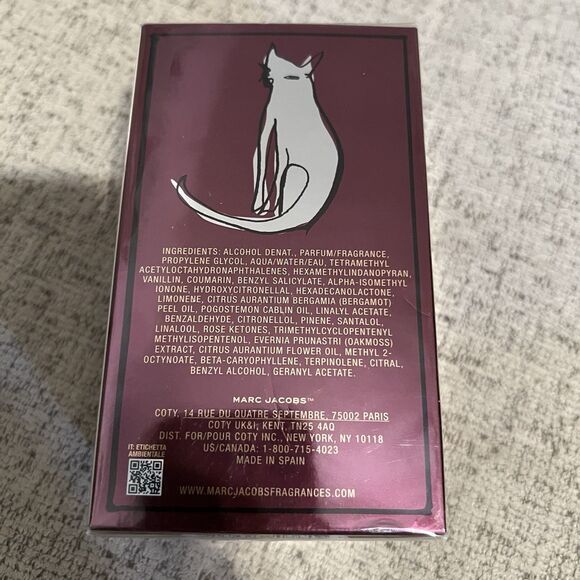 INGREDIENTS: ALCOHOL DENAT., PARFUM/FRAGRANCE,
PROPYLENE GLYCOL, AQUA/WATER/EAU, TETRAMETHYL
ACETYLOCTAHYDRONAPHTHALENES, HEXAMETHYLINDANOPYRAN,
VANILLIN, COUMARIN, BENZYL SALICYLATE, ALPHA-ISOMETHYL
IONONE, HYDROXYCITRONELLAL, HEXADECANOLACTONE,
LIMONENE, CITRUS AURANTIUM BERGAMIA (BERGAMOT)
PEEL OIL, POGOSTEMON CABLIN OIL, LINALYL ACETATE,
BENZALDEHYDE, CITRONELLOL, PINENE, SANTALOL,
LINALOOL, ROSE KETONES, TRIMETHYLCYCLOPENTENYL
METHYLISOPENTENOL, EVERNIA PRUNASTRI (OAKMOSS)
EXTRACT, CITRUS AURANTIUM FLOWER OIL, METHYL 2-
OCTYNOATE, BETA-CARYOPHYLLENE, TERPINOLENE, CITRAL,
BENZYL ALCOHOL, GERANYL ACETATE.
MARC JACOBS™
COTY, 14 RUE DU QUATRE SEPTEMBRE, 75002 PARIS
COTY UK&I, KENT, TN25 4AQ
DIST. FOR/POUR COTY INC., NEW YORK, NY 10118
US/CANADA: 1-800-715-4023
MADE IN SPAIN
IT: ETICHETTA
AMBIENTALE
WWW.MARCJACOBSFRAGRANCES.COM